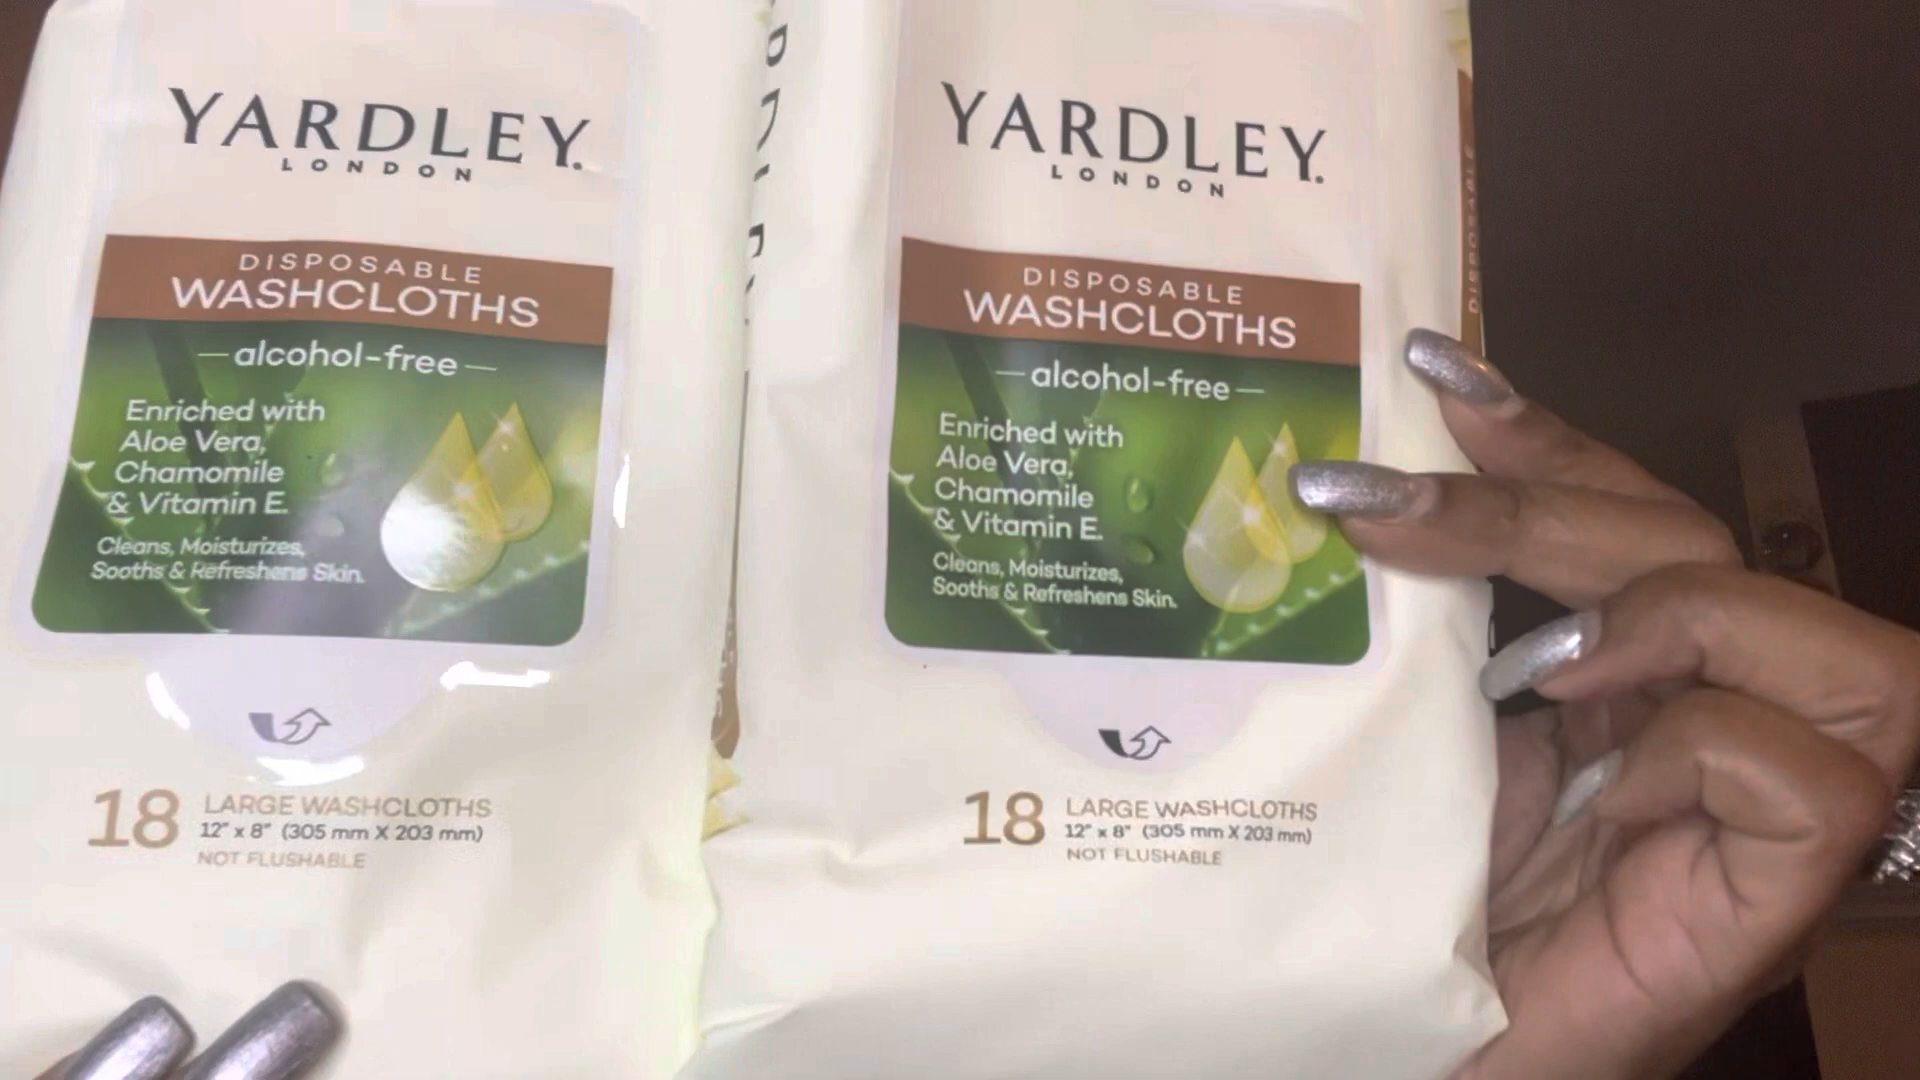 YARDLEY.
LONDON
DISPOSABLE
WASHCLOTHS
alcohol-free
Enriched with
Aloe Vera,
Chamomile
& Vitamin E.
Cleans, Moisturizes,
Sooths & Refreshens Skin.
18
LARGE WASHCLOTHS
12" x 8" (305 mm X 203 mm)
NOT FLUSHABLE
YARDLEY.
LONDON
DISPOSABLE
WASHCLOTHS
alcohol-free
Enriched with
Aloe Vera,
Chamomile
& Vitamin E.
Cleans, Moisturizes,
Sooths & Refreshens Skin.
18
LARGE WASHCLOTHS
12" x 8" (305 mm X 203 mm)
NOT FLUSHABLE
DISPOSABLE